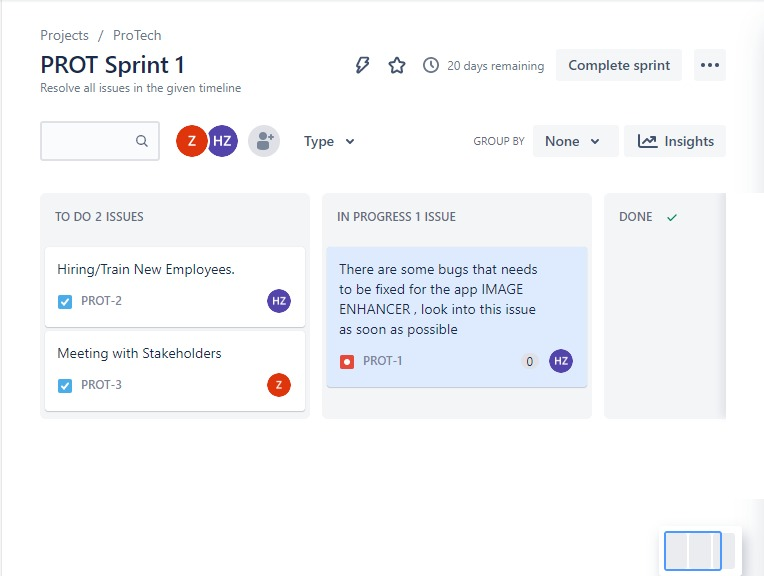 Projects / ProTech
PROT Sprint 1
20 days remaining
Complete sprint
Resolve all issues in the given timeline
Z
HZ
Type
GROUP BY
None
Insights
TO DO 2 ISSUES
Hiring/Train New Employees.
PROT-2
HZ
Meeting with Stakeholders
PROT-3
Z
IN PROGRESS 1 ISSUE
There are some bugs that needs
to be fixed for the app IMAGE
ENHANCER , look into this issue
as soon as possible
PROT-1
0
HZ
DONE